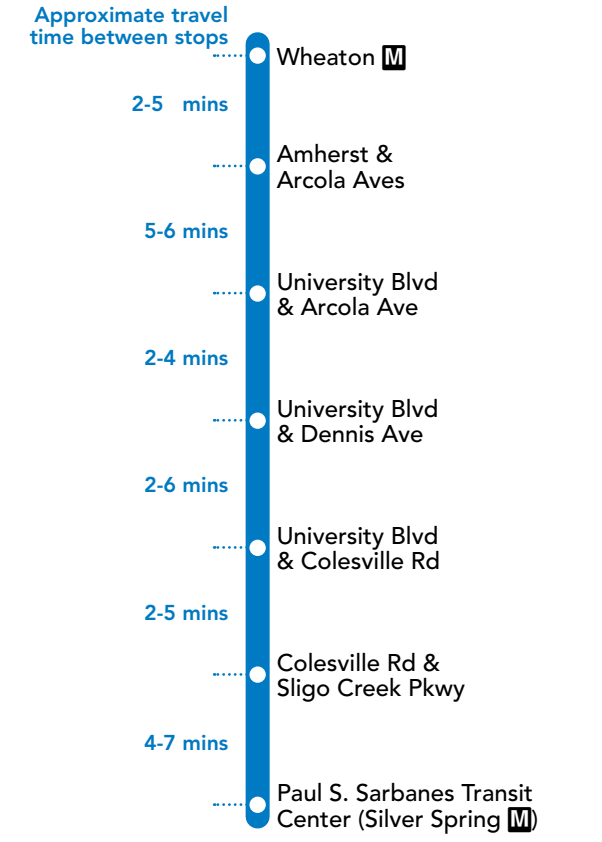 Approximate travel
time between stops
Wheaton M
2-5 mins
Amherst &
Arcola Aves
5-6 mins
University Blvd
& Arcola Ave
2-4 mins
University Blvd
& Dennis Ave
2-6 mins
University Blvd
& Colesville Rd
2-5 mins
Colesville Rd &
Sligo Creek Pkwy
4-7 mins
Paul S. Sarbanes Transit
Center (Silver Spring M)